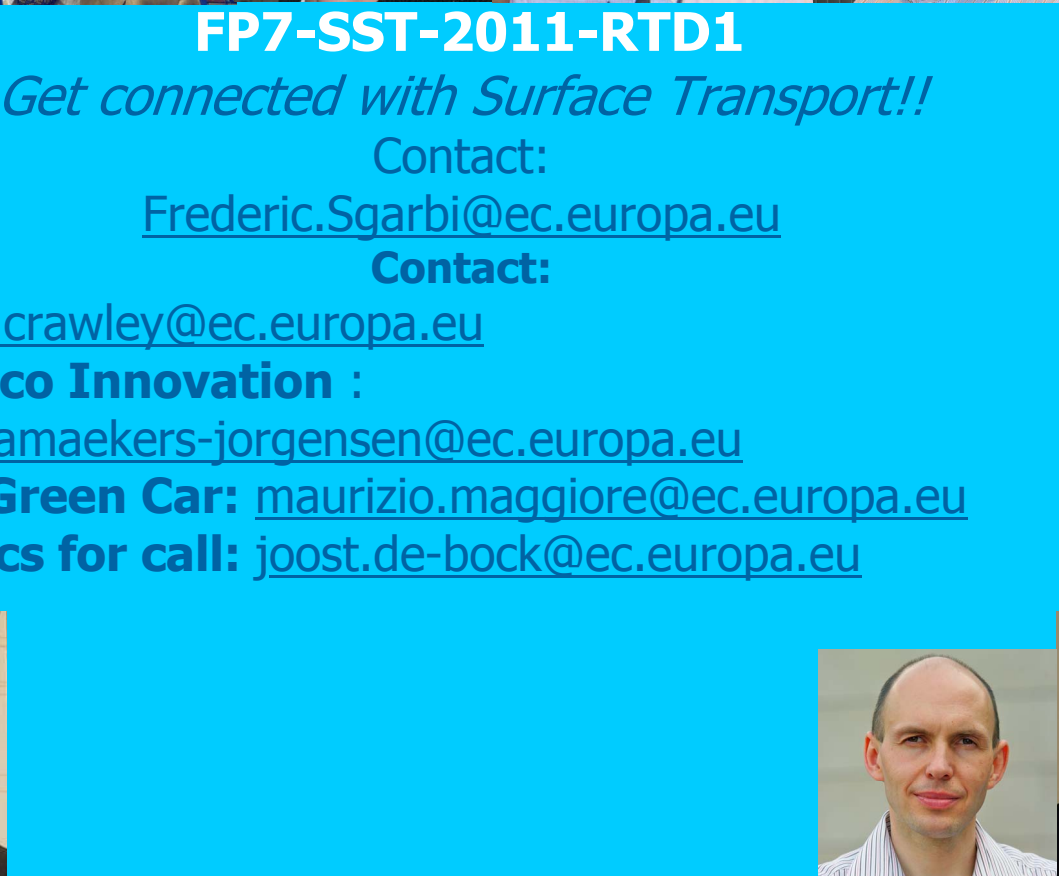 FP7-SST-2011-RTD1
Get connected with Surface Transport!!
Contact:
Frederic.Sgarbi@ec.europa.eu
Contact:
.crawley@ec.europa.eu
co Innovation :
amaekers-jorgensen@ec.europa.eu
Green Car: maurizio.maggiore@ec.europa.eu
cs for call: joost.de-bock@ec.europa.eu